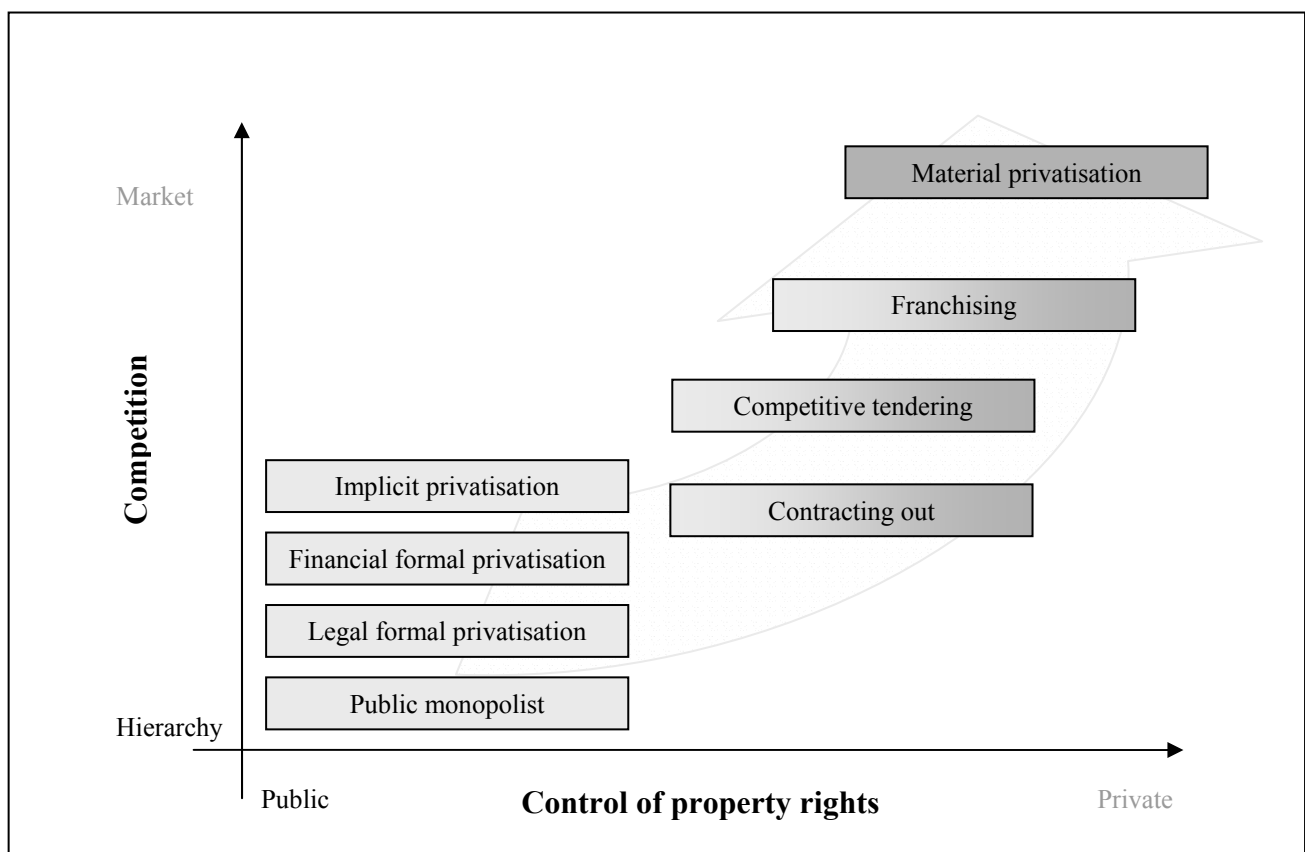 Material privatisation
Market
Franchising
Competitive tendering
Competition
Implicit privatisation
Contracting out
Financial formal privatisation
Legal formal privatisation
Public monopolist
Hierarchy
Public
Control of property rights
Private